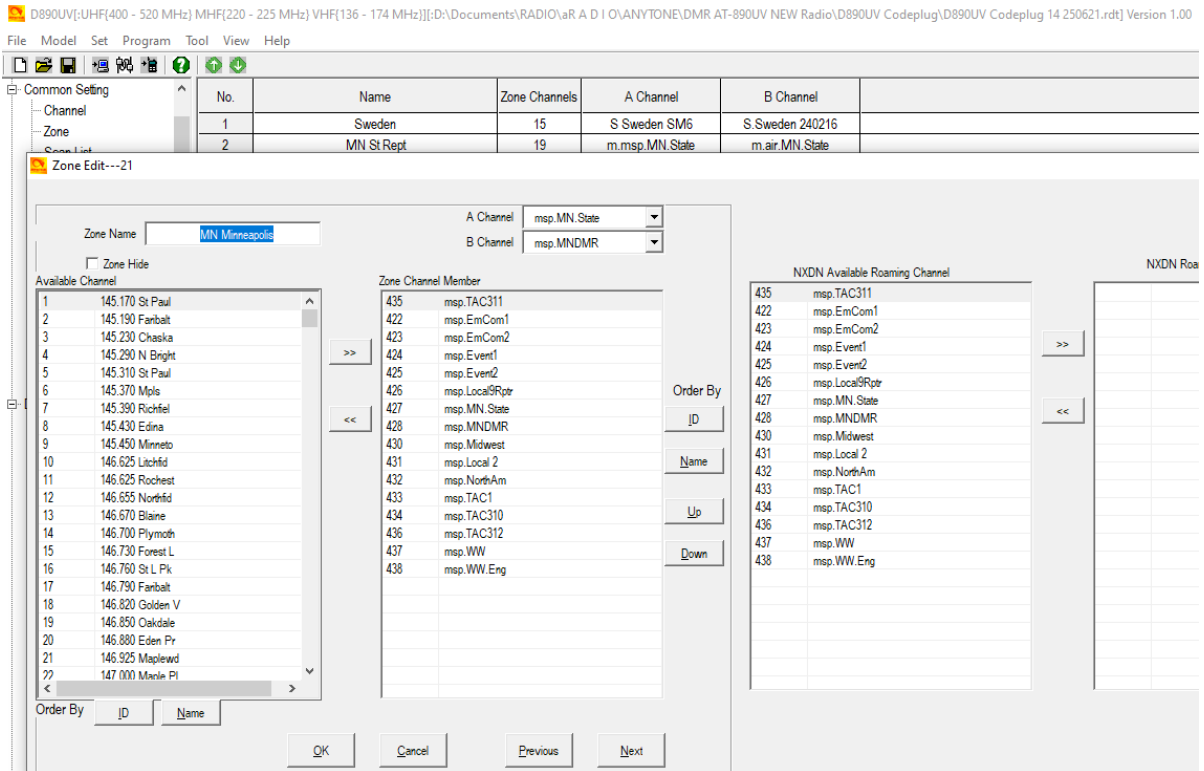 D890UV[:UHF{400 - 520 MHz} MHF{220 - 225 MHz} VHF{136 - 174 MHz}][:D:\Documents\RADIO\aR A D I O\ANYTONE\DMR AT-890UV NEW Radio\D890UV Codeplug\D890UV Codeplug 14 250621.rdt] Version 1.00
File Model Set Program Tool View Help
Common Setting
Channel
Zone
Scan List
No. Name Zone Channels A Channel B Channel
1 Sweden 15 S Sweden SM6 S.Sweden 240216
2 MN St Rept 19 m.msp.MN.State m.air.MN.State
Zone Edit---21
Zone Name MN Minneapolis
A Channel msp.MN.State
B Channel msp.MNDMR
Zone Hide
Available Channel
1 145.170 St Paul
2 145.190 Faribalt
3 145.230 Chaska
4 145.290 N Bright
5 145.310 St Paul
6 145.370 Mpls
7 145.390 Richfiel
8 145.430 Edina
9 145.450 Minneto
10 146.625 Litchfid
11 146.625 Rochest
12 146.655 Northfid
13 146.670 Blaine
14 146.700 Plymoth
15 146.730 Forest L
16 146.760 St L Pk
17 146.790 Faribalt
18 146.820 Golden V
19 146.850 Oakdale
20 146.880 Eden Pr
21 146.925 Maplewd
22 147.000 Maple Pl
Order By ID Name
>>
<<
Zone Channel Member
435 msp.TAC311
422 msp.EmCom1
423 msp.EmCom2
424 msp.Event1
425 msp.Event2
426 msp.Local9Rptr
427 msp.MN.State
428 msp.MNDMR
430 msp.Midwest
431 msp.Local 2
432 msp.NorthAm
433 msp.TAC1
434 msp.TAC310
436 msp.TAC312
437 msp.WW
438 msp.WW.Eng
Order By
ID
Name
Up
Down
NXDN Available Roaming Channel
435 msp.TAC311
422 msp.EmCom1
423 msp.EmCom2
424 msp.Event1
425 msp.Event2
426 msp.Local9Rptr
427 msp.MN.State
428 msp.MNDMR
430 msp.Midwest
431 msp.Local 2
432 msp.NorthAm
433 msp.TAC1
434 msp.TAC310
436 msp.TAC312
437 msp.WW
438 msp.WW.Eng
>>
<<
NXDN Roa
OK Cancel Previous Next